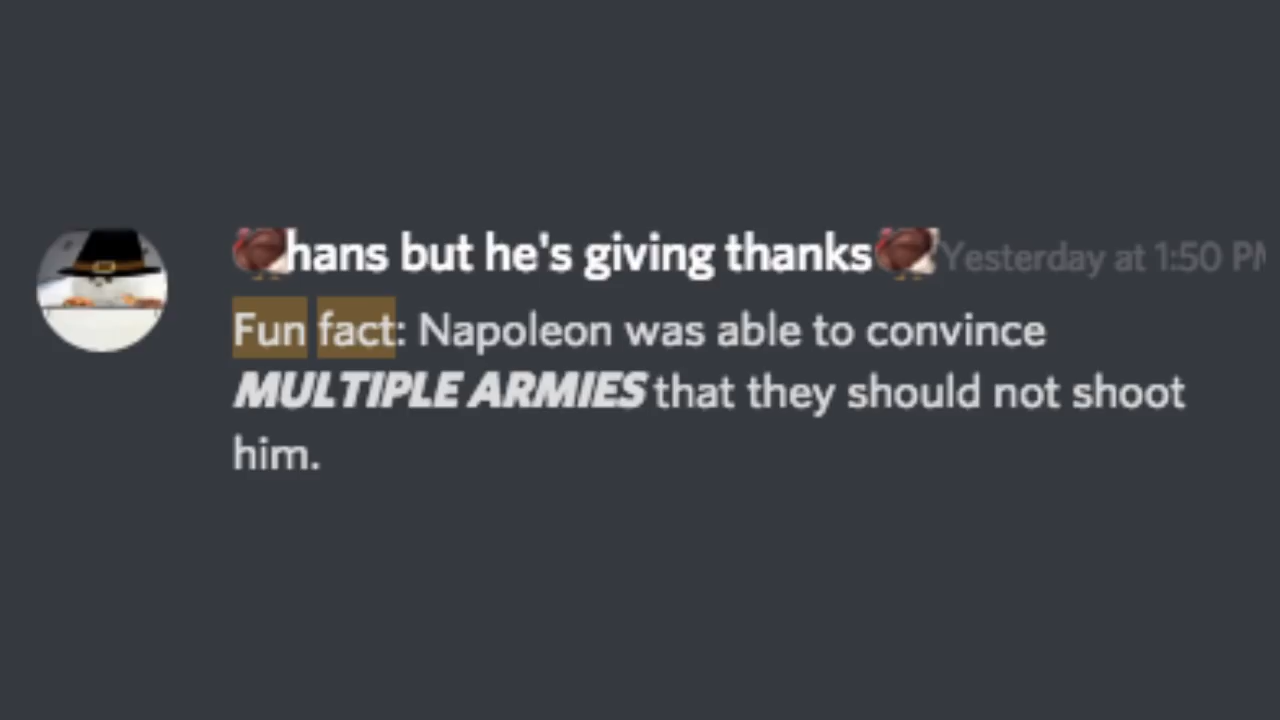 🦃hans but he's giving thanks🦃 Yesterday at 1:50 PM
Fun fact: Napoleon was able to convince
MULTIPLE ARMIES that they should not shoot
him.